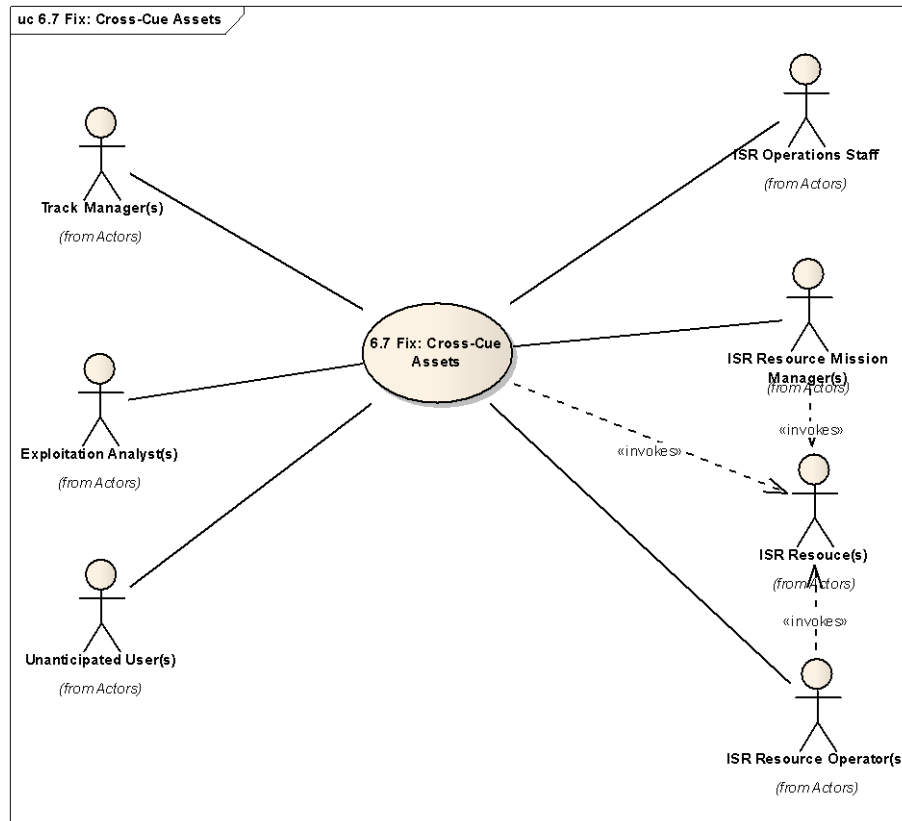 uc 6.7 Fix: Cross-Cue Assets
Track Manager(s)
(from Actors)
ISR Operations Staff
(from Actors)
6.7 Fix: Cross-Cue
Assets
ISR Resource Mission
Manager(s)
(from Actors)
«invokes»
«invokes»
Exploitation Analyst(s)
(from Actors)
ISR Resouce(s)
(from Actors)
«invokes»
Unanticipated User(s)
(from Actors)
ISR Resource Operator(s)
(from Actors)